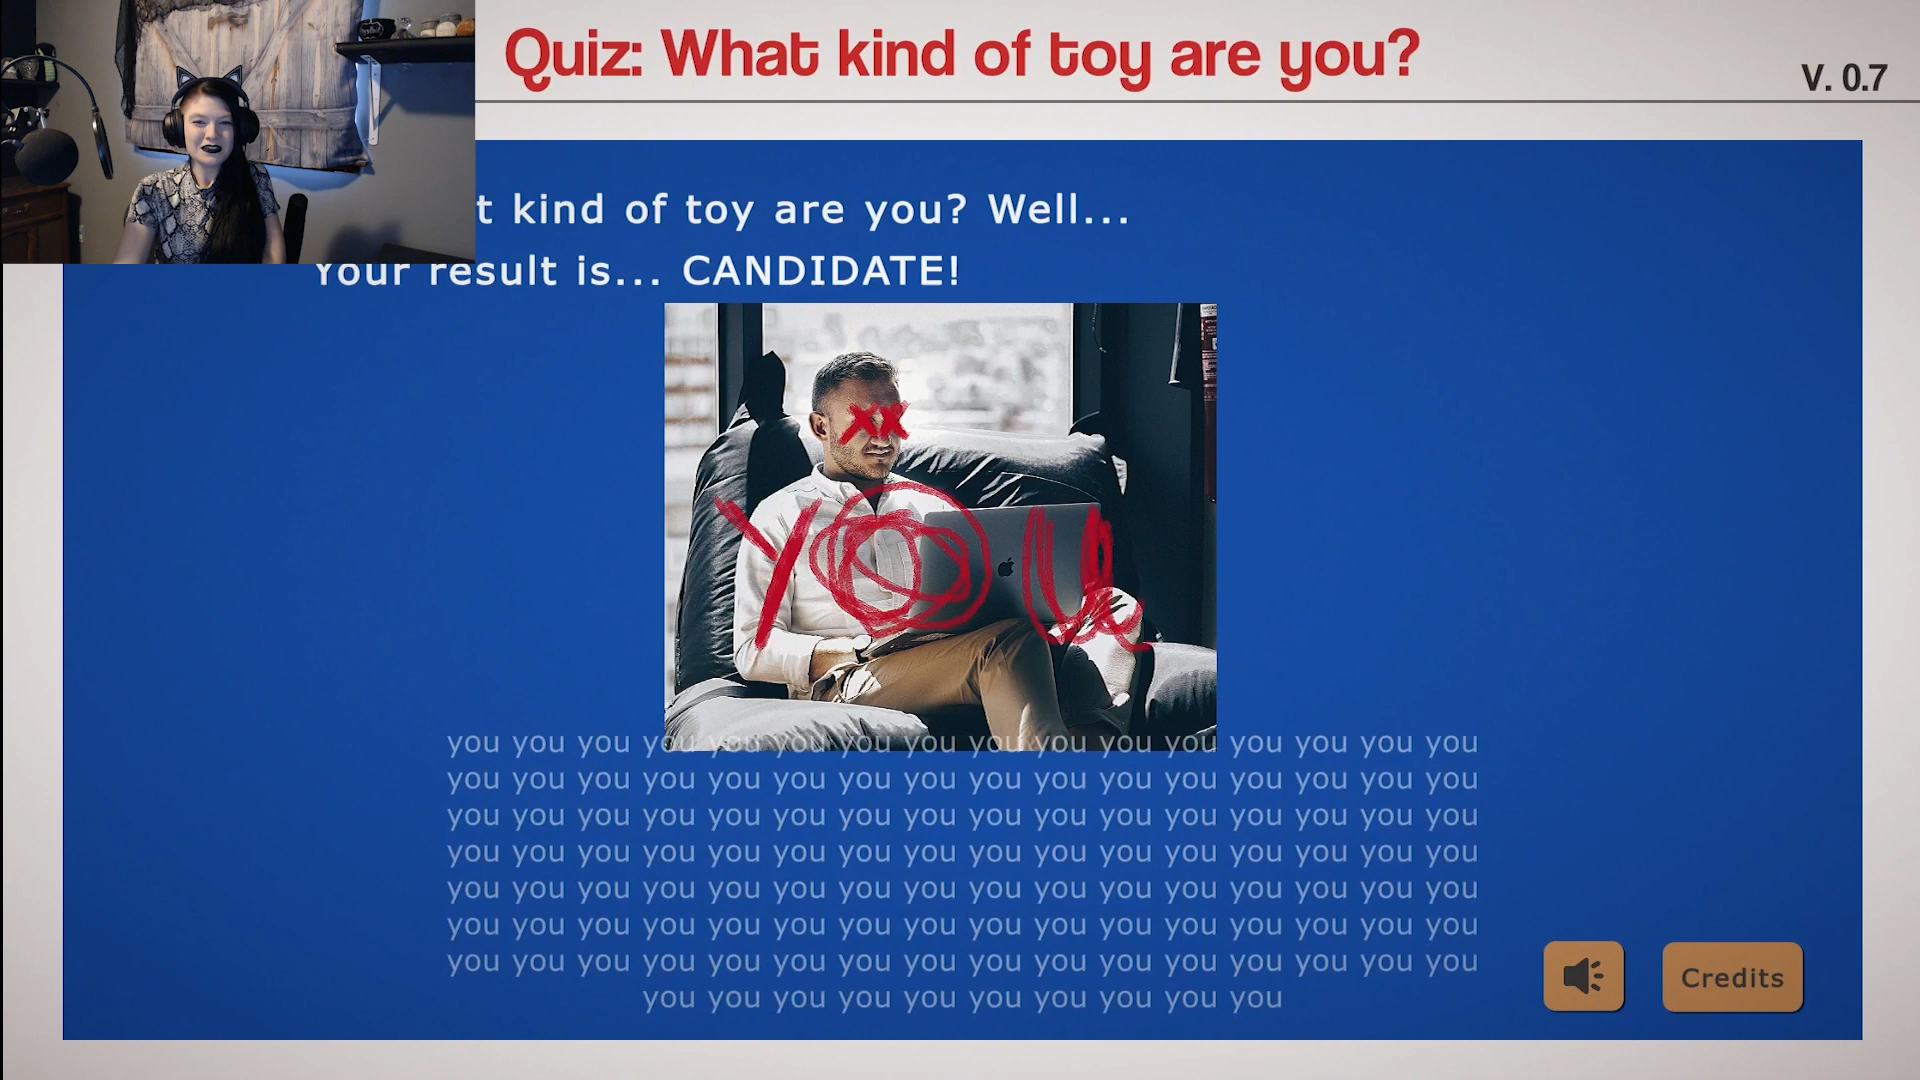 Quiz: What kind of toy are you?
V. 0.7
t kind of toy are you? Well...
Your result is... CANDIDATE!
xx
YOU
you you you you you you you you you you you you you you you you
you you you you you you you you you you you you you you you you
you you you you you you you you you you you you you you you you
you you you you you you you you you you you you you you you you
you you you you you you you you you you you you you you you you
you you you you you you you you you you you you you you you you
you you you you you you you you you you you you you you you you
you you you you you you you you you you
Credits